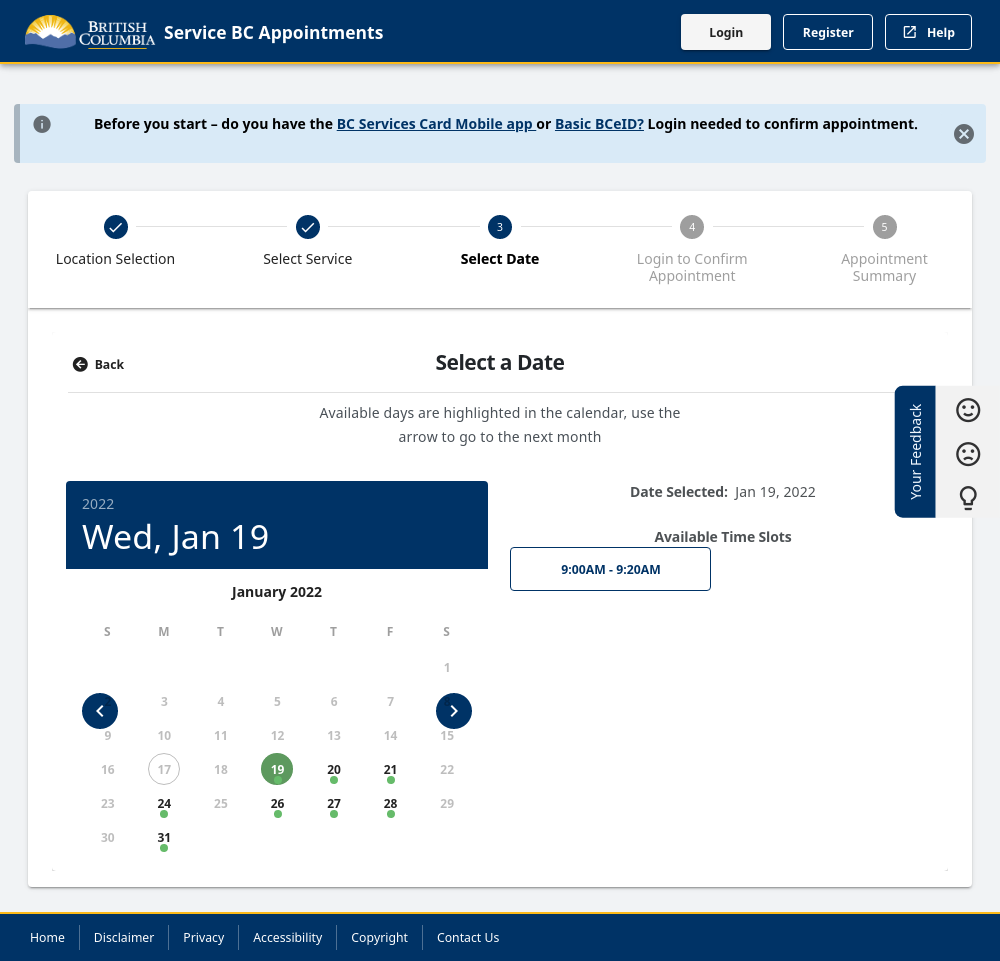 BRITISH COLUMBIA Service BC Appointments Login Register Help
Before you start – do you have the BC Services Card Mobile app or Basic BCeID? Login needed to confirm appointment.
3 4 5
Location Selection Select Service Select Date Login to Confirm Appointment Appointment Summary
Back Select a Date
Available days are highlighted in the calendar, use the
arrow to go to the next month
Your Feedback
2022
Wed, Jan 19
January 2022
S M T W T F S
1
3 4 5 6 7
9 10 11 12 13 14 15
16 17 18 19 20 21 22
23 24 25 26 27 28 29
30 31
Date Selected: Jan 19, 2022
Available Time Slots
9:00AM - 9:20AM
Home Disclaimer Privacy Accessibility Copyright Contact Us